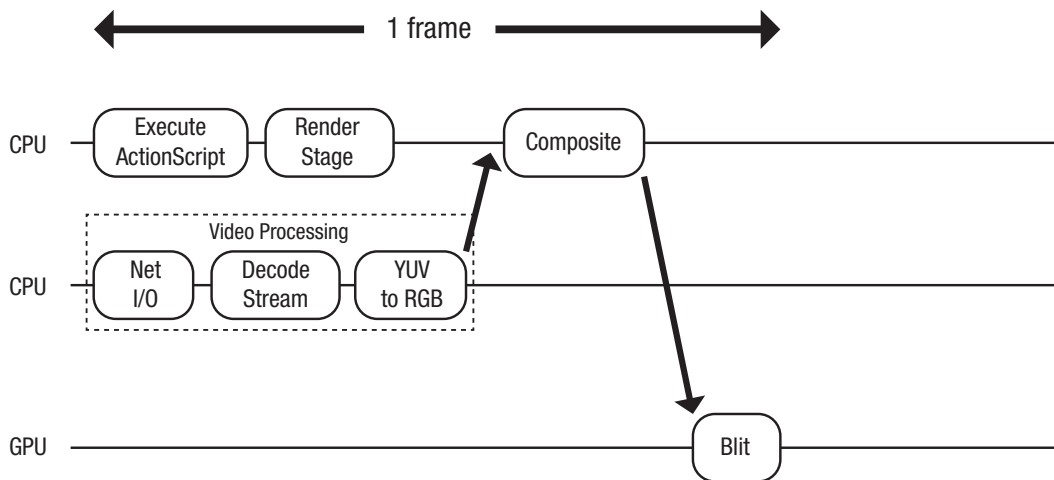 1 frame
CPU
Execute
ActionScript
Render
Stage
Composite
Video Processing
CPU
Net
I/O
Decode
Stream
YUV
to RGB
GPU
Blit